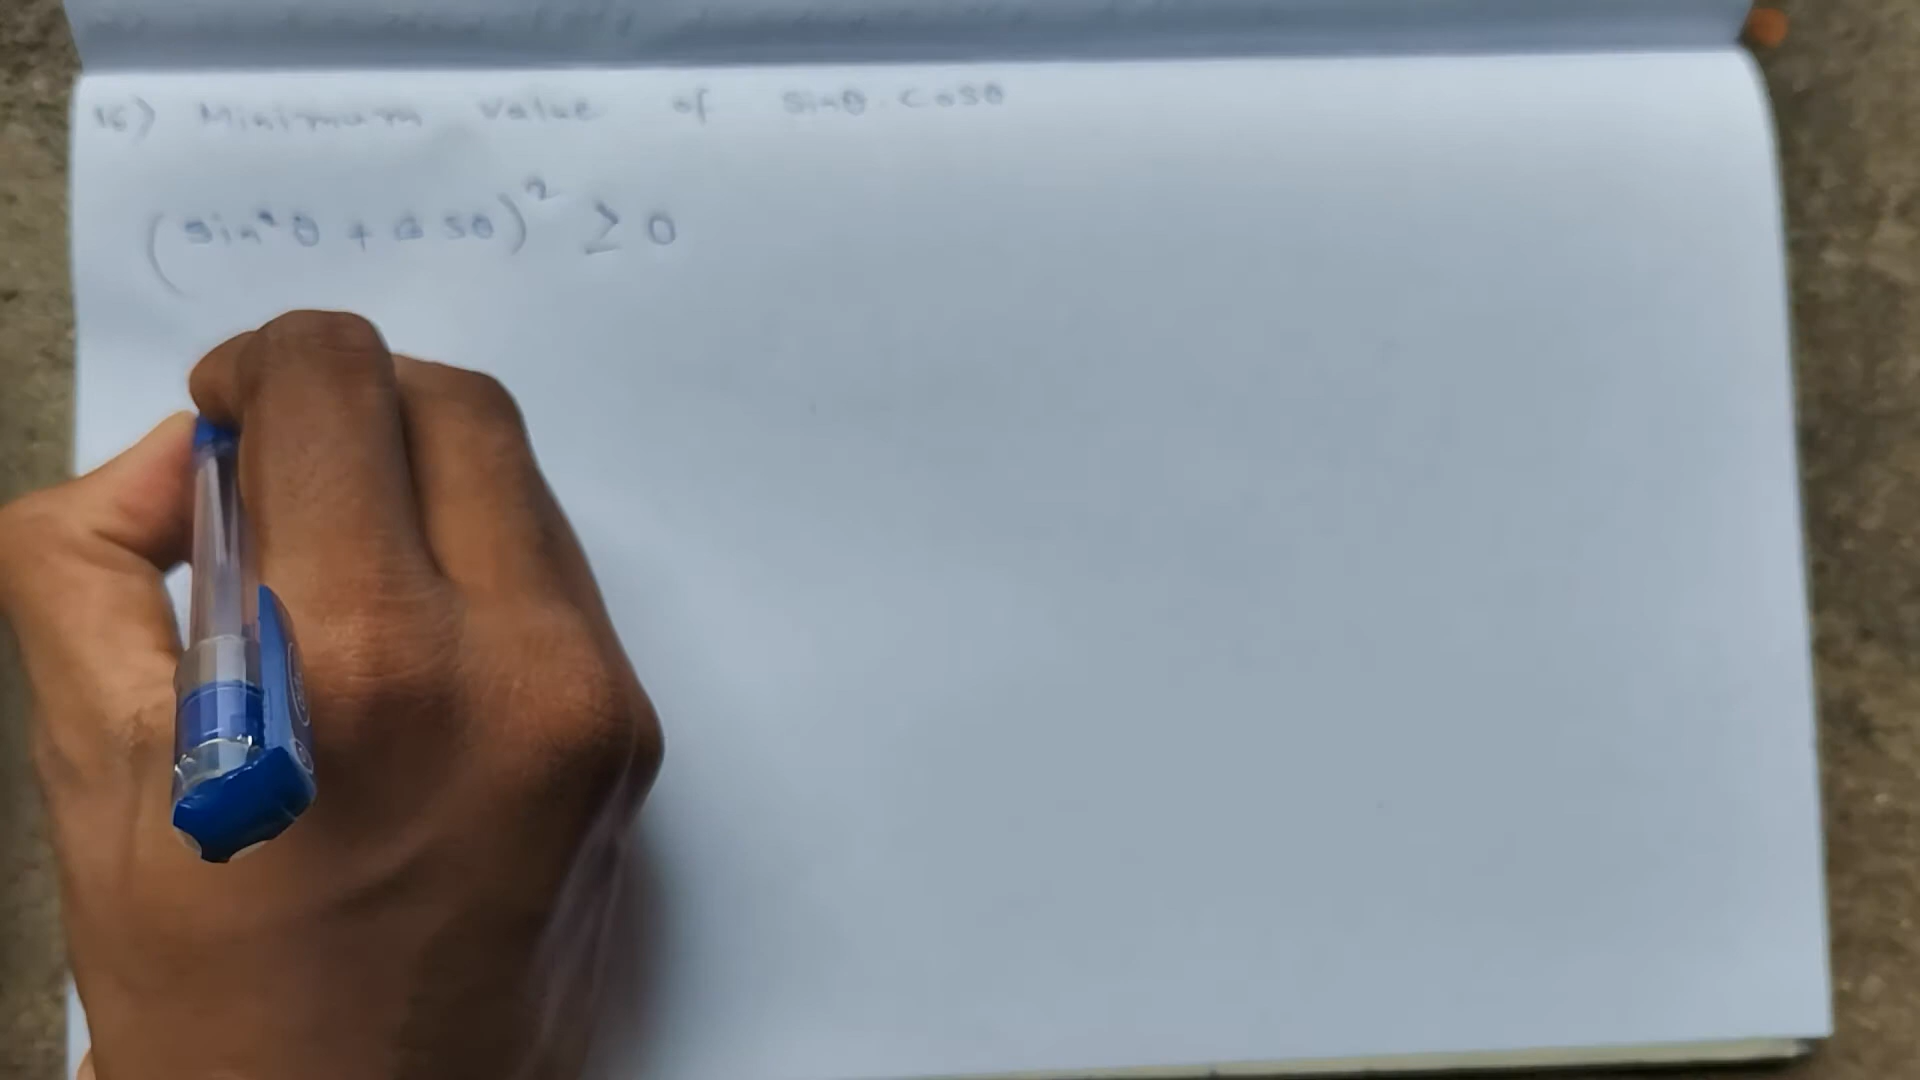 16) Minimum value of sinθ . cosθ
(sin²θ + cosθ)² ≥ 0